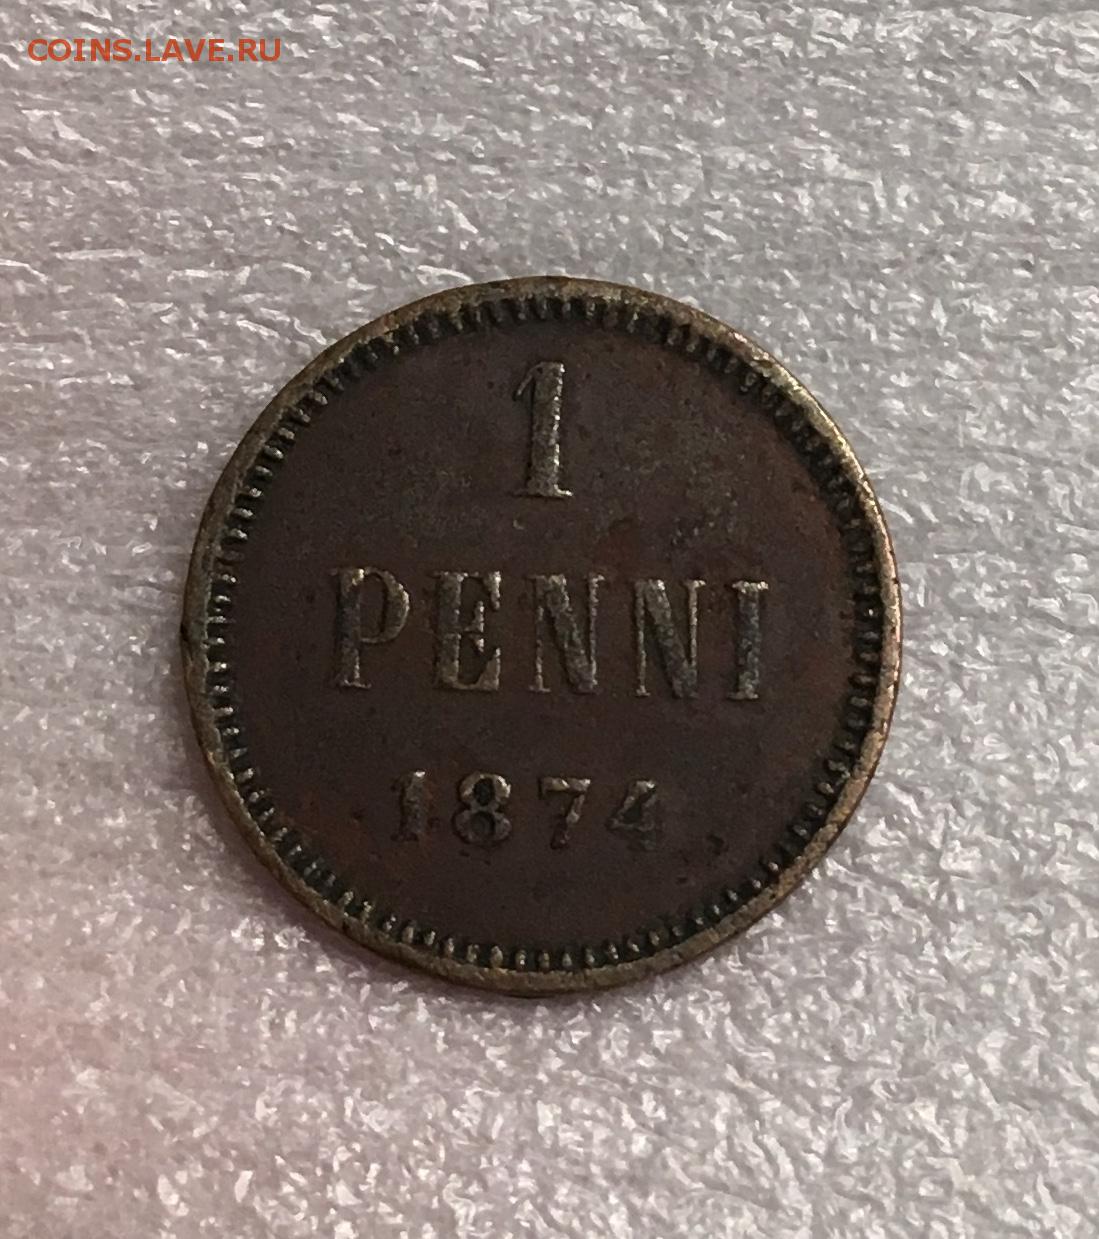 COINS.LAVE.RU
1
PENNI
1874